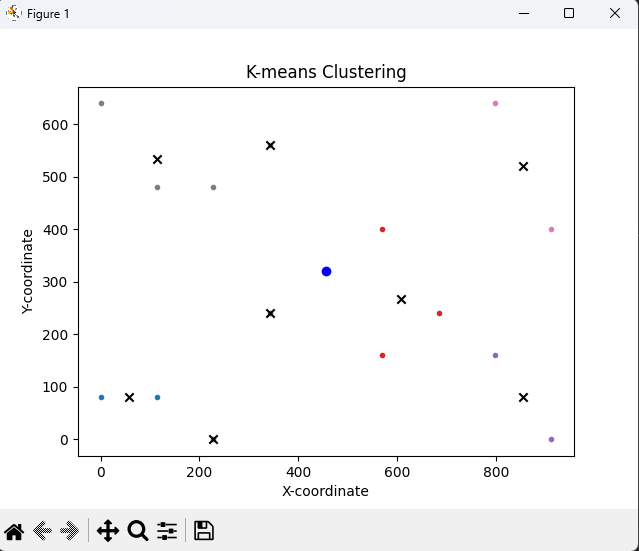 Figure 1
K-means Clustering
Y-coordinate
600
500
400
300
200
100
0
0 200 400 600 800
X-coordinate